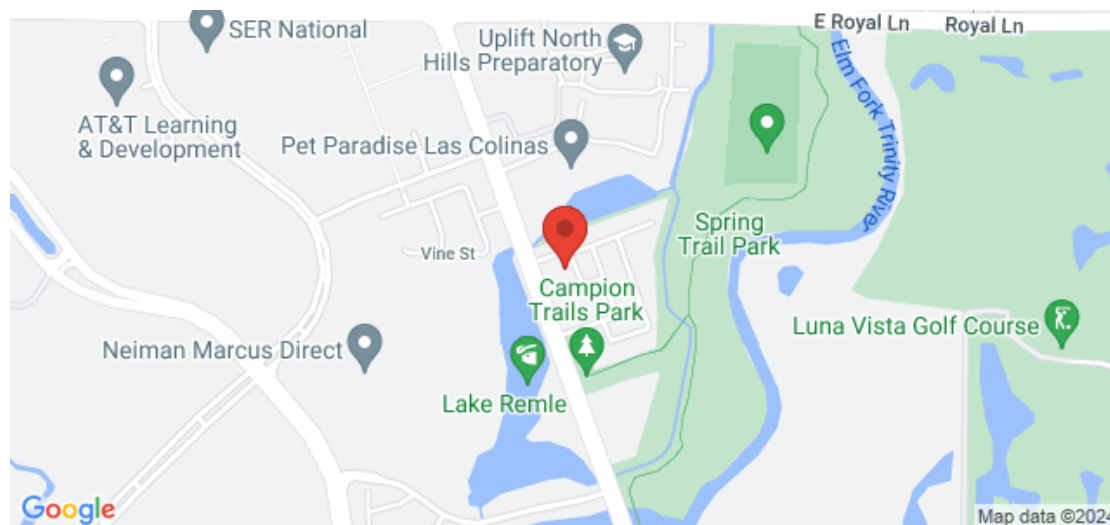 E Royal Ln
Royal Ln
SER National
Uplift North
Hills Preparatory
AT&T Learning
& Development
Pet Paradise Las Colinas
Elm Fork Trinity River
Spring
Trail Park
Vine St
Campion
Trails Park
Luna Vista Golf Course
Neiman Marcus Direct
Lake Remle
Google
Map data ©2024